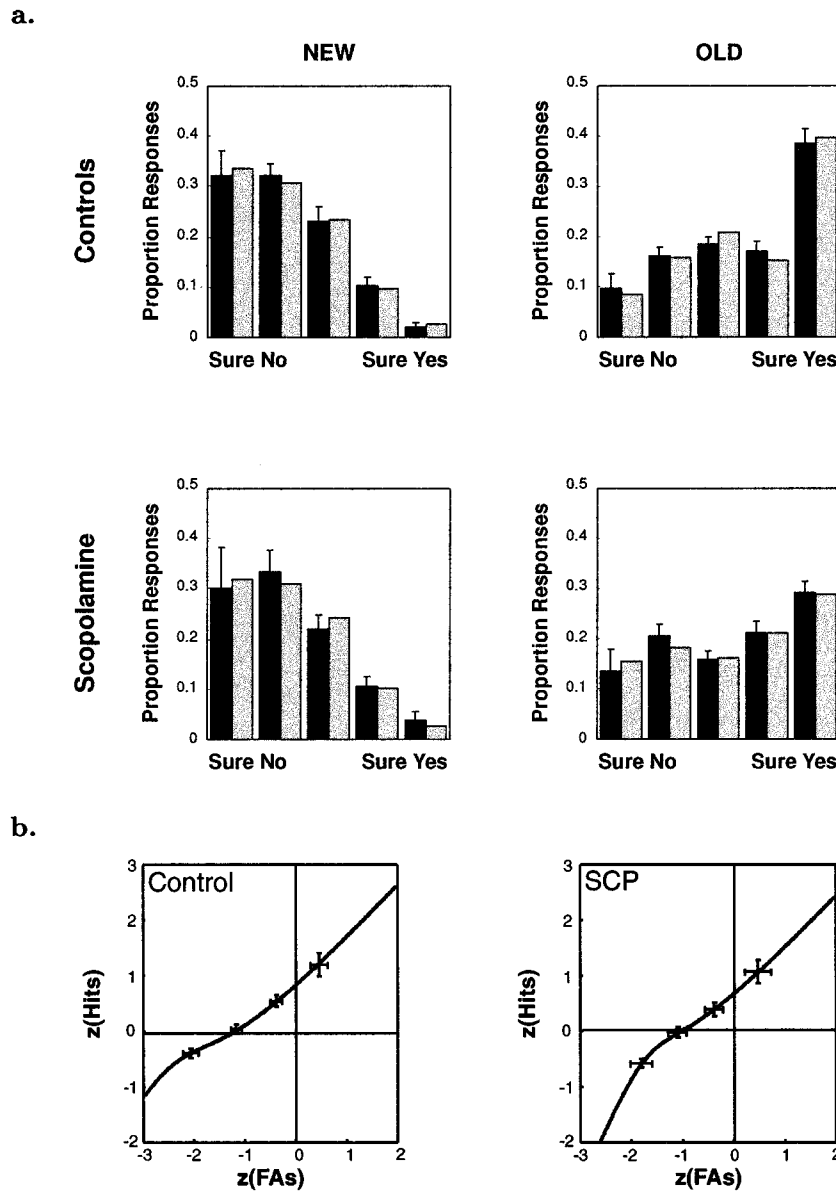 a.
NEW
OLD
Controls
Proportion Responses
0.5
0.4
0.3
0.2
0.1
0
Sure No Sure Yes
Proportion Responses
0.5
0.4
0.3
0.2
0.1
0
Sure No Sure Yes
Scopolamine
Proportion Responses
0.5
0.4
0.3
0.2
0.1
0
Sure No Sure Yes
Proportion Responses
0.5
0.4
0.3
0.2
0.1
0
Sure No Sure Yes
b.
Control
z(Hits)
3
2
1
0
-1
-2
-3 -2 -1 0 1 2
z(FAs)
SCP
z(Hits)
3
2
1
0
-1
-2
-3 -2 -1 0 1 2
z(FAs)